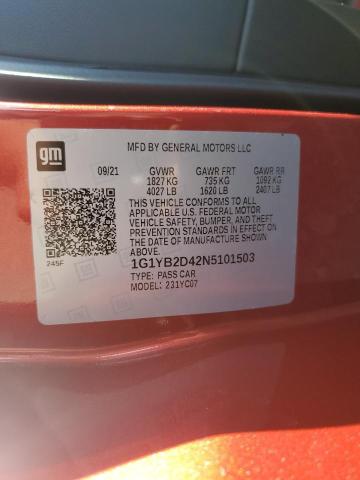 gm
MFD BY GENERAL MOTORS LLC
09/21 GVWR GAWR FRT GAWR RR
1827 KG 735 KG 1092 KG
4027 LB 1620 LB 2407 LB
THIS VEHICLE CONFORMS TO ALL
APPLICABLE U.S. FEDERAL MOTOR
VEHICLE SAFETY, BUMPER, AND THEFT
PREVENTION STANDARDS IN EFFECT ON
THE DATE OF MANUFACTURE SHOWN
ABOVE.
245F
1G1YB2D42N5101503
TYPE: PASS CAR
MODEL: 231YC07